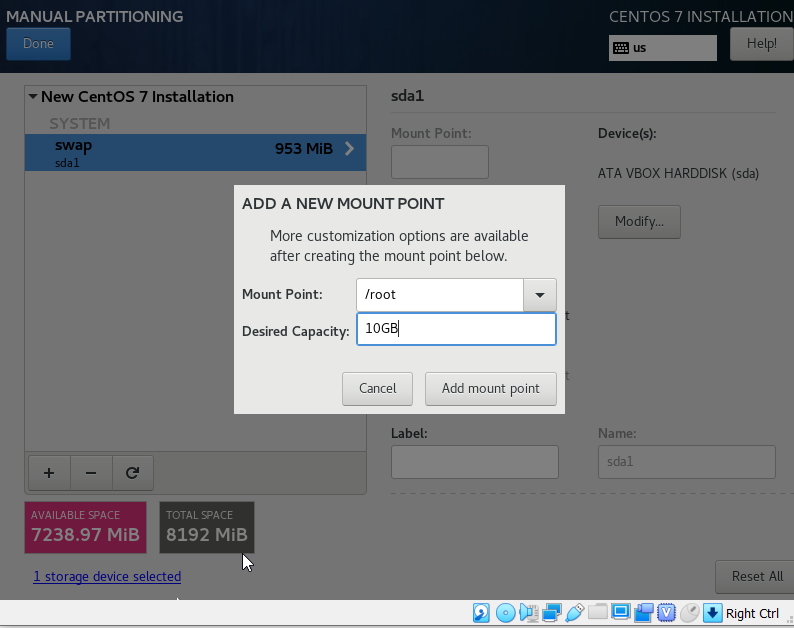 MANUAL PARTITIONING
CENTOS 7 INSTALLATION
Done
us
Help!
New CentOS 7 Installation
SYSTEM
swap
953 MiB
sda1
sda1
Mount Point:
Device(s):
ATA VBOX HARDDISK (sda)
Modify...
ADD A NEW MOUNT POINT
More customization options are available
after creating the mount point below.
Mount Point:
/root
Desired Capacity:
10GB
Cancel
Add mount point
Label:
Name:
sda1
+ −
AVAILABLE SPACE
7238.97 MiB
TOTAL SPACE
8192 MiB
1 storage device selected
Reset All
Right Ctrl